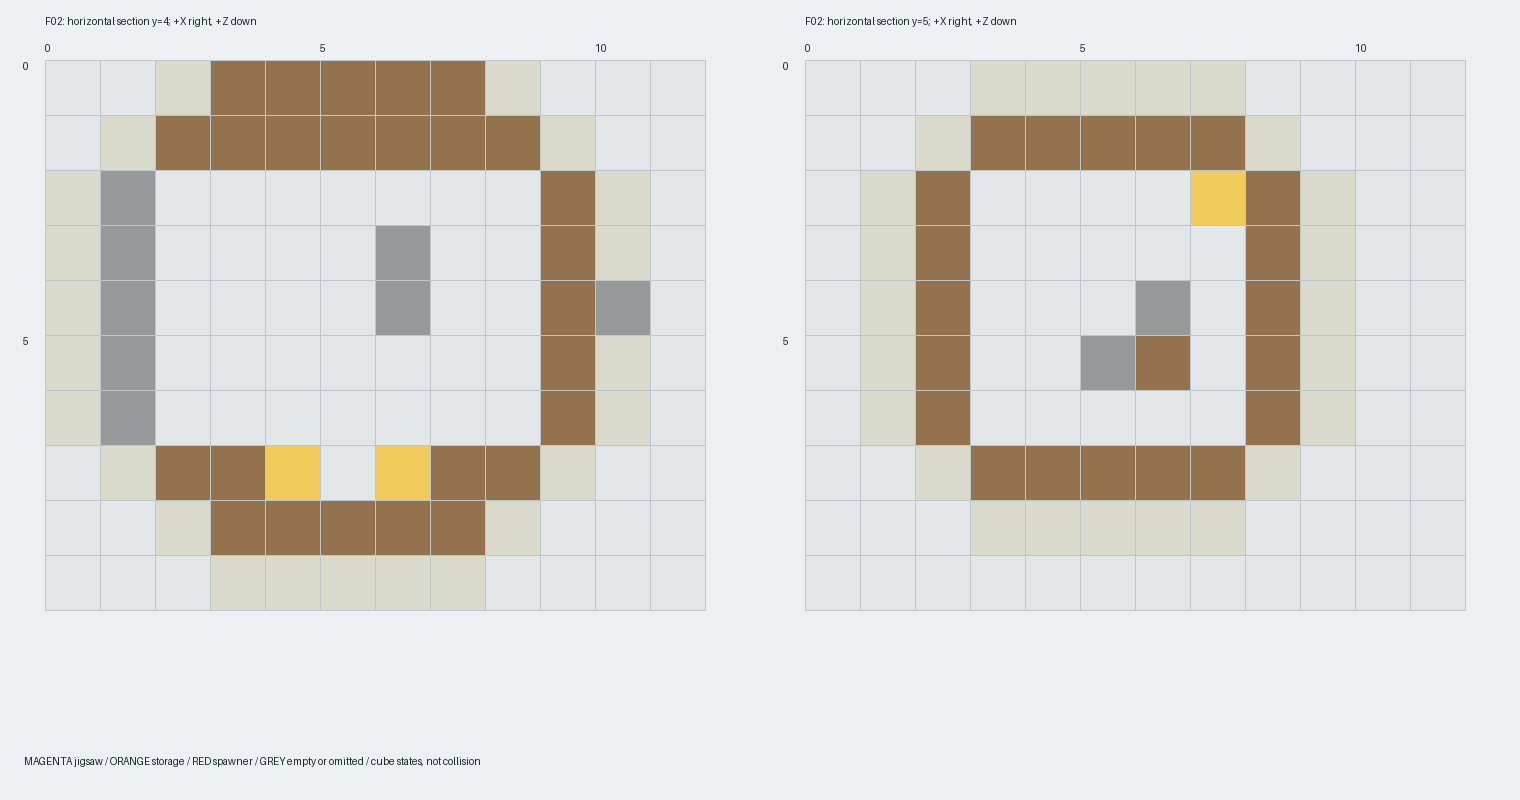 F02: horizontal section y=4; +X right, +Z down
F02: horizontal section y=5; +X right, +Z down
0 5 10
0 5 10
0
0
5
5
MAGENTA jigsaw / ORANGE storage / RED spawner / GREY empty or omitted / cube states, not collision